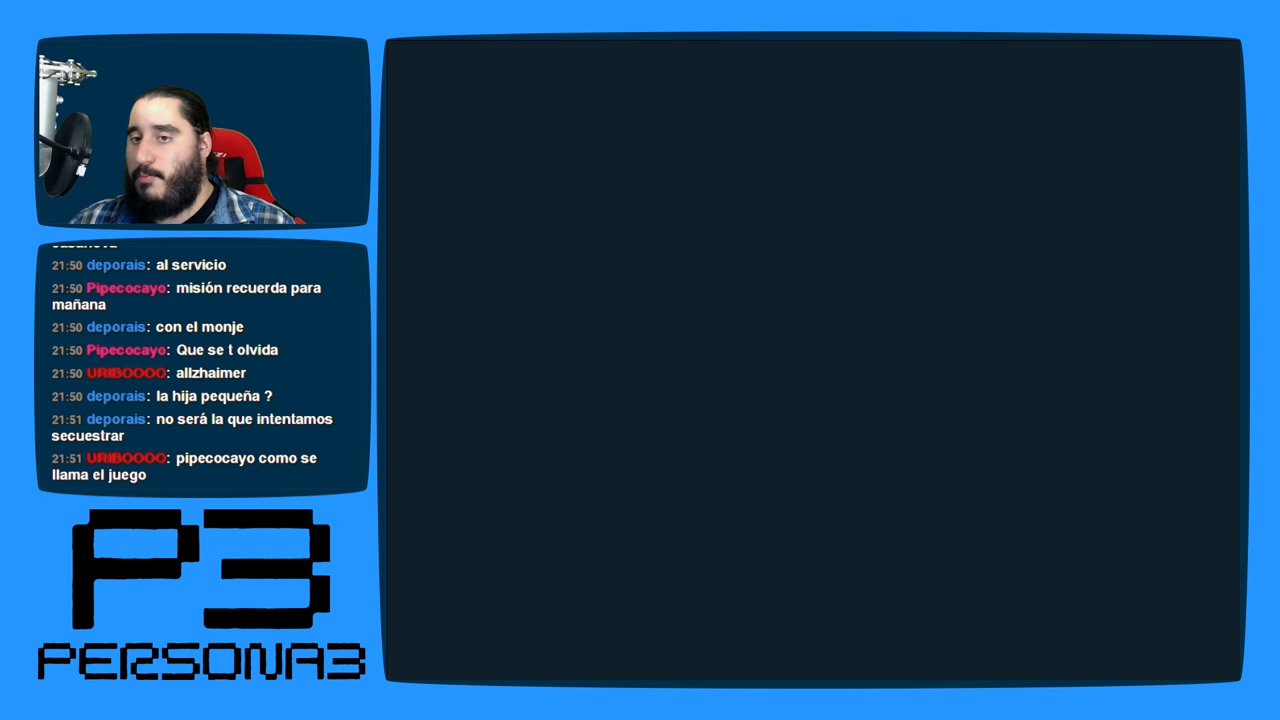 21:50 deporais: al servicio
21:50 Pipecocayo: misión recuerda para
mañana
21:50 deporais: con el monje
21:50 Pipecocayo: Que se t olvida
21:50 URIBOOOO: allzhaimer
21:50 deporais: la hija pequeña ?
21:51 deporais: no será la que intentamos
secuestrar
21:51 URIBOOOO: pipecocayo como se
llama el juego
P3
PERSONA3